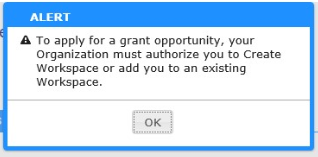 ALERT
To apply for a grant opportunity, your
Organization must authorize you to Create
Workspace or add you to an existing
Workspace.
OK